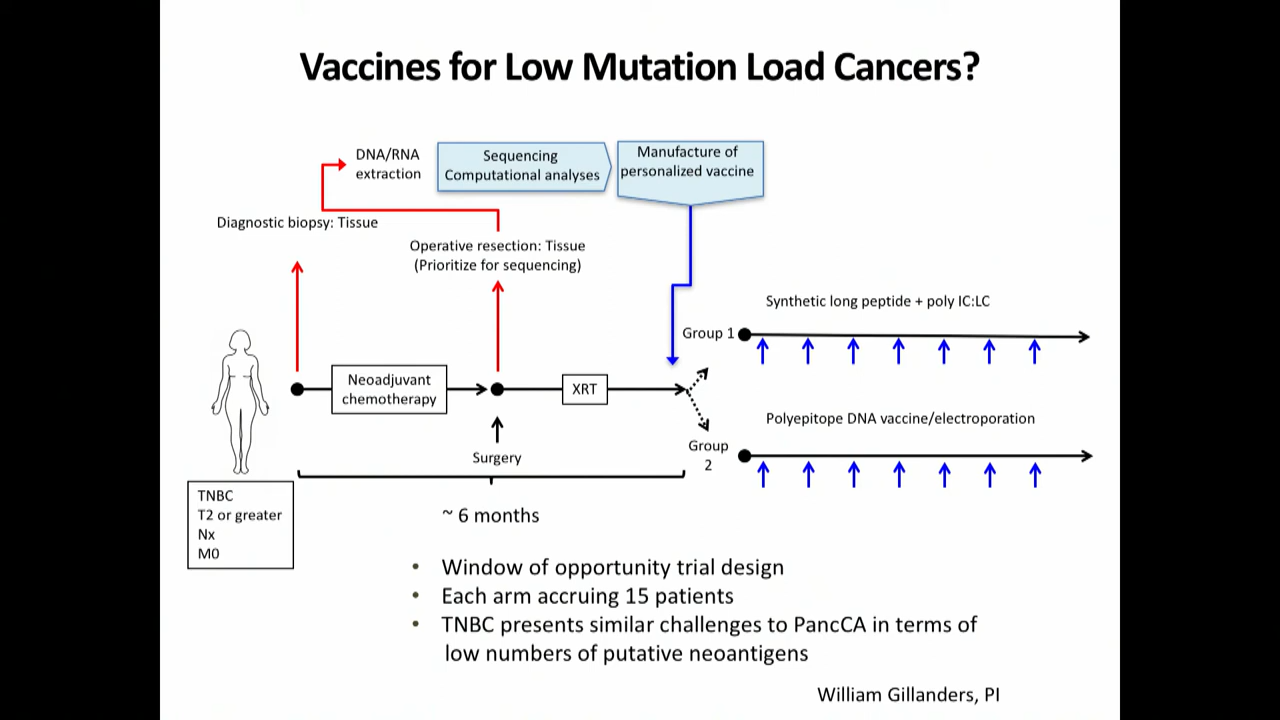 Vaccines for Low Mutation Load Cancers?
DNA/RNA
extraction
Sequencing
Computational analyses
Manufacture of
personalized vaccine
Diagnostic biopsy: Tissue
Operative resection: Tissue
(Prioritize for sequencing)
Synthetic long peptide + poly IC:LC
Group 1
Neoadjuvant
chemotherapy
XRT
Polyepitope DNA vaccine/electroporation
Group
2
Surgery
TNBC
T2 or greater
Nx
M0
~ 6 months
• Window of opportunity trial design
• Each arm accruing 15 patients
• TNBC presents similar challenges to PancCA in terms of
low numbers of putative neoantigens
William Gillanders, PI